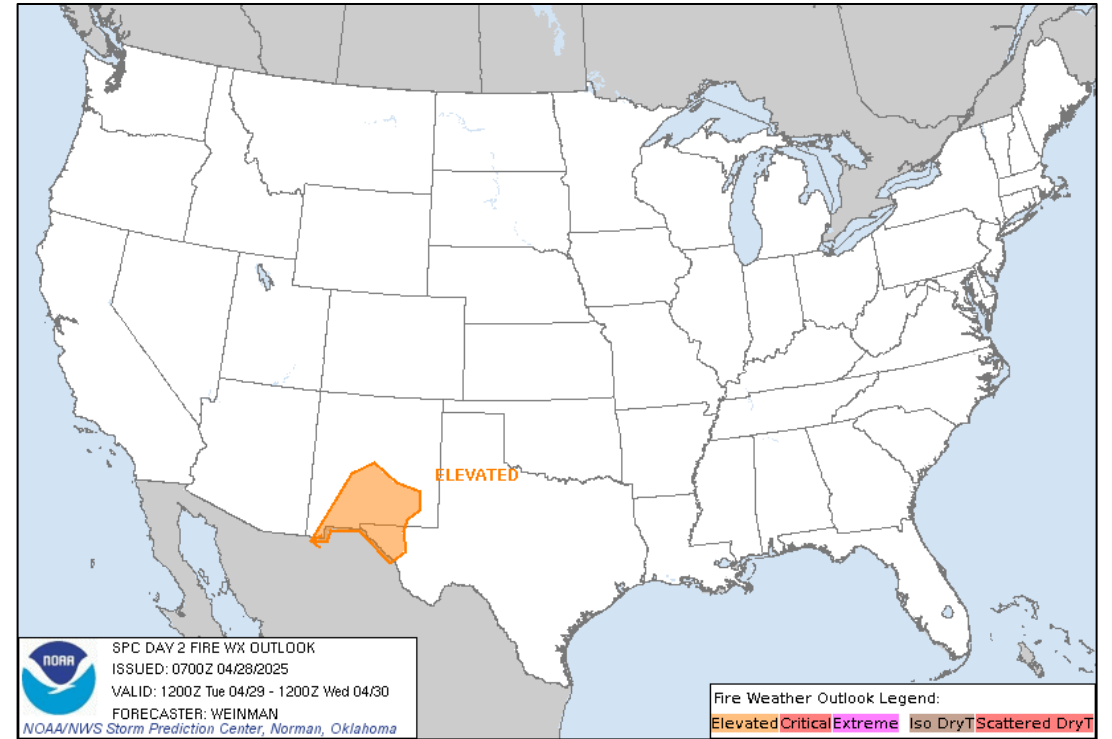 ELEVATED
NOAA
SPC DAY 2 FIRE WX OUTLOOK
ISSUED: 0700Z 04/28/2025
VALID: 1200Z Tue 04/29 - 1200Z Wed 04/30
FORECASTER: WEINMAN
NOAA/NWS Storm Prediction Center, Norman, Oklahoma
Fire Weather Outlook Legend:
Elevated Critical Extreme Iso DryT Scattered DryT